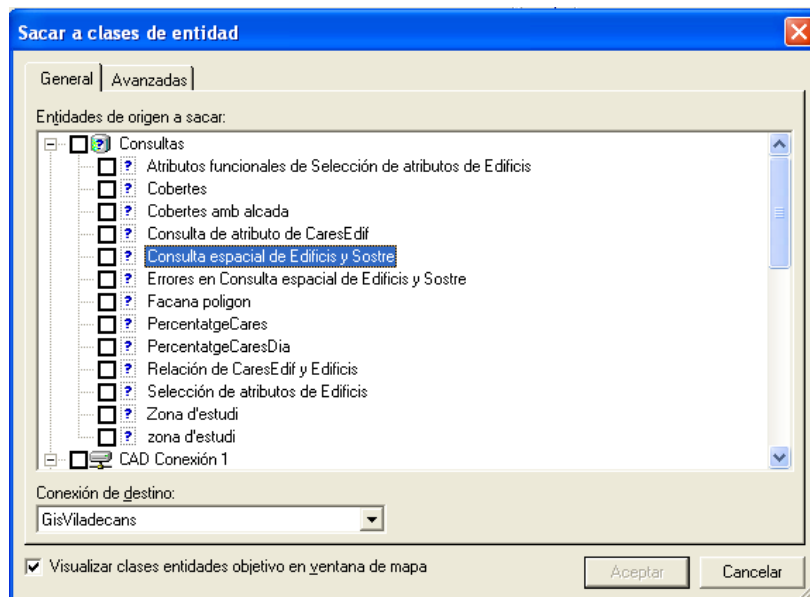 Sacar a clases de entidad
General
Avanzadas
Entidades de origen a sacar:
Consultas
Atributos funcionales de Selección de atributos de Edificis
Cobertes
Cobertes amb alcada
Consulta de atributo de CaresEdif
Consulta espacial de Edificis y Sostre
Errores en Consulta espacial de Edificis y Sostre
Facana poligon
PercentatgeCares
PercentatgeCaresDia
Relación de CaresEdif y Edificis
Selección de atributos de Edificis
Zona d'estudi
zona d'estudi
CAD Conexión 1
Conexión de destino:
GisViladecans
Visualizar clases entidades objetivo en ventana de mapa
Aceptar
Cancelar